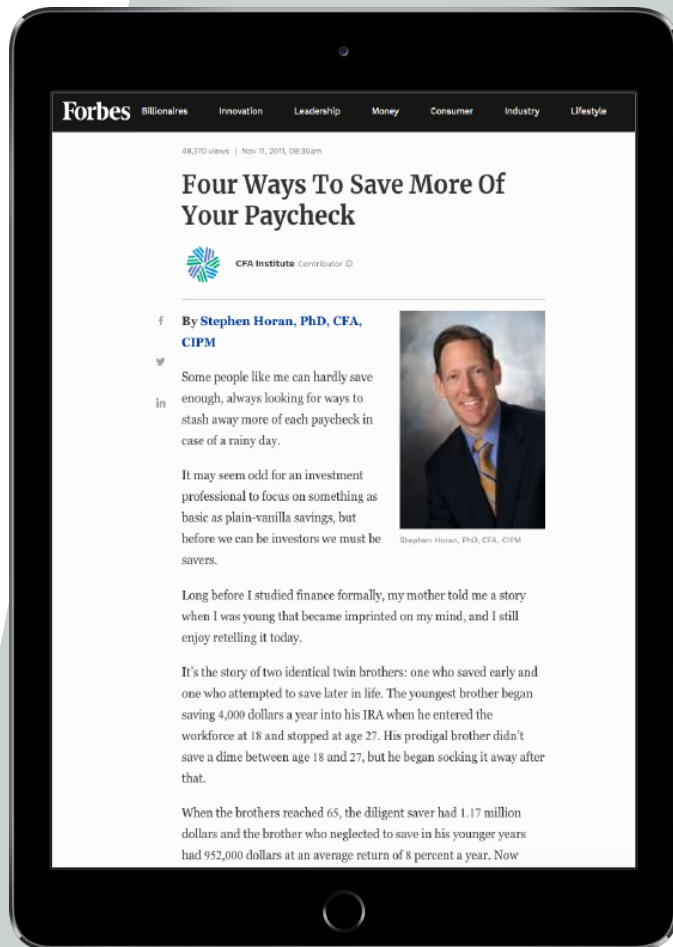 Forbes Billionaires Innovation Leadership Money Consumer Industry Lifestyle
48,370 views | Nov 11, 2011, 08:30am
Four Ways To Save More Of
Your Paycheck
CFA Institute Contributor
By Stephen Horan, PhD, CFA,
CIPM
Some people like me can hardly save
enough, always looking for ways to
stash away more of each paycheck in
case of a rainy day.
It may seem odd for an investment
professional to focus on something as
basic as plain-vanilla savings, but
before we can be investors we must be
savers.
Stephen Horan, PhD, CFA, CIPM
Long before I studied finance formally, my mother told me a story
when I was young that became imprinted on my mind, and I still
enjoy retelling it today.
It's the story of two identical twin brothers: one who saved early and
one who attempted to save later in life. The youngest brother began
saving 4,000 dollars a year into his IRA when he entered the
workforce at 18 and stopped at age 27. His prodigal brother didn't
save a dime between age 18 and 27, but he began socking it away after
that.
When the brothers reached 65, the diligent saver had 1.17 million
dollars and the brother who neglected to save in his younger years
had 952,000 dollars at an average return of 8 percent a year. Now